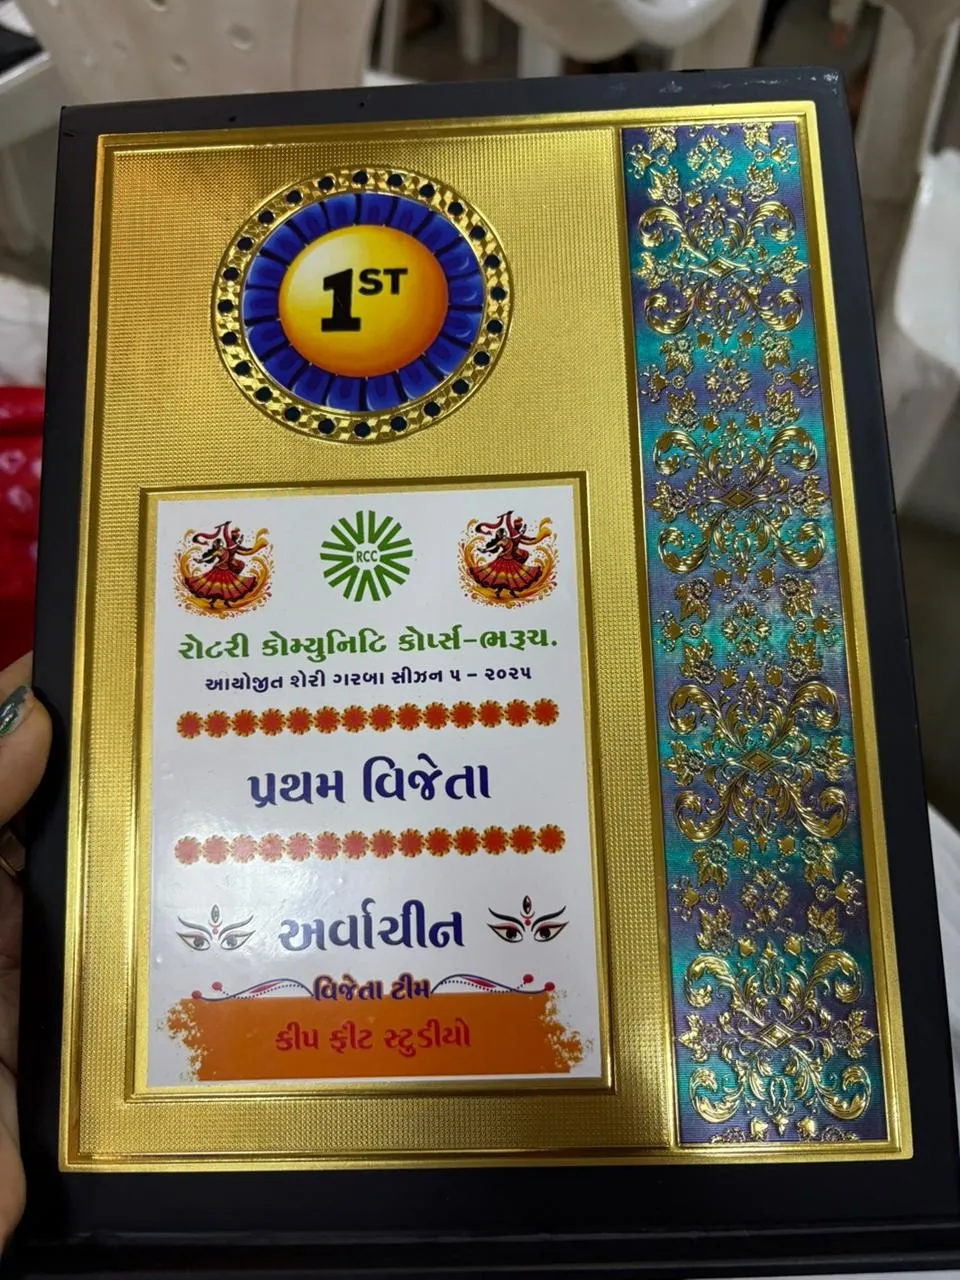 1ST
RCC
રોટરી કોમ્યુનિટિ કોર્પ્સ-ભરૂચ.
આયોજીત શેરી ગરબા સીઝન ૫ - ૨૦૨૫
પ્રથમ વિજેતા
અર્વાચીન
વિજેતા ટીમ
કીપ ફીટ સ્ટુડીયો